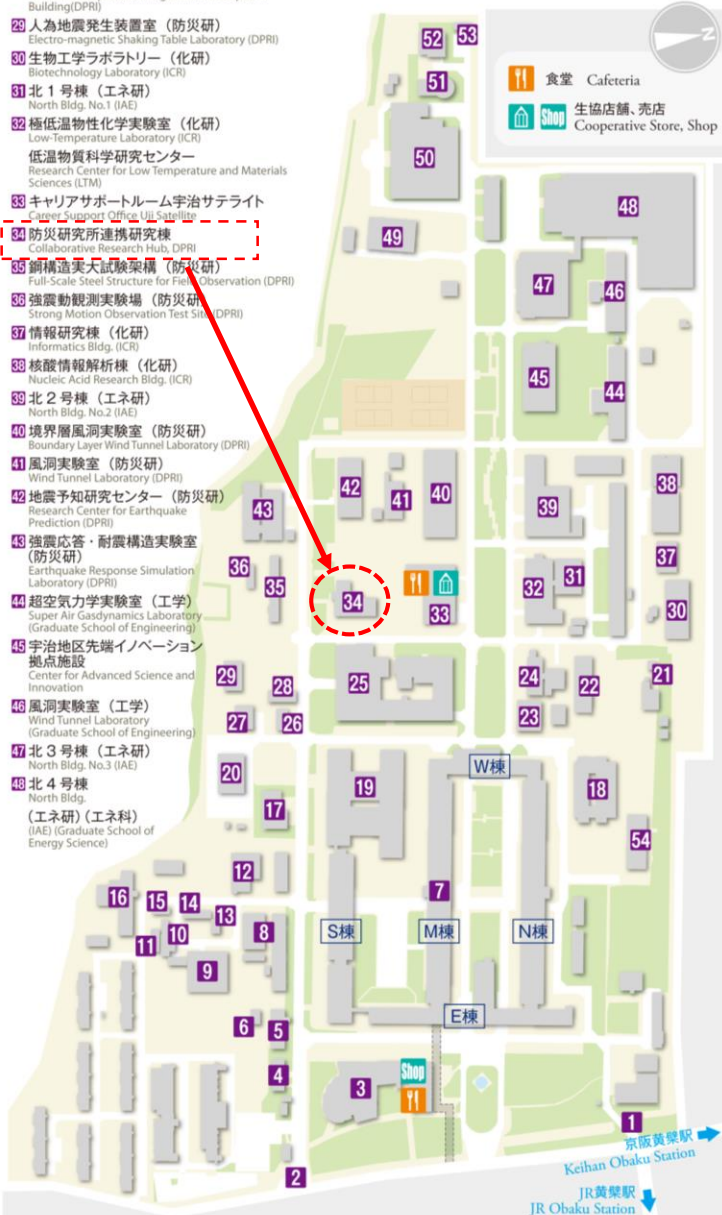 Building(DPRI)
29 人為地震発生装置室（防災研）
Electro-magnetic Shaking Table Laboratory (DPRI)
30 生物工学ラボラトリー（化研）
Biotechnology Laboratory (ICR)
31 北１号棟（エネ研）
North Bldg. No.1 (IAE)
32 極低温物性化学実験室（化研）
Low-Temperature Laboratory (ICR)
低温物質科学研究センター
Research Center for Low Temperature and Materials
Sciences (LTM)
33 キャリアサポートルーム宇治サテライト
Career Support Office Uji Satellite
34 防災研究所連携研究棟
Collaborative Research Hub, DPRI
35 鋼構造実大試験架構（防災研）
Full-Scale Steel Structure for Field Observation (DPRI)
36 強震動観測実験場（防災研
Strong Motion Observation Test Site (DPRI)
37 情報研究棟（化研）
Informatics Bldg. (ICR)
38 核酸情報解析棟（化研）
Nucleic Acid Research Bldg. (ICR)
39 北２号棟（エネ研）
North Bldg. No.2 (IAE)
40 境界層風洞実験室（防災研）
Boundary Layer Wind Tunnel Laboratory (DPRI)
41 風洞実験室（防災研）
Wind Tunnel Laboratory (DPRI)
42 地震予知研究センター（防災研）
Research Center for Earthquake
Prediction (DPRI)
43 強震応答・耐震構造実験室
（防災研）
Earthquake Response Simulation
Laboratory (DPRI)
44 超空気力学実験室（工学）
Super Air Gasdynamics Laboratory
(Graduate School of Engineering)
45 宇治地区先端イノベーション
拠点施設
Center for Advanced Science and
Innovation
46 風洞実験室（工学）
Wind Tunnel Laboratory
(Graduate School of Engineering)
47 北３号棟（エネ研）
North Bldg. No.3 (IAE)
48 北４号棟
North Bldg.
（エネ研）（エネ科）
(IAE) (Graduate School of
Energy Science)
N
食堂 Cafeteria
Shop 生協店舗、売店
Cooperative Store, Shop
52 53
51
50
48
49
47 46
45 44
42 41 40 39 38
43
36 35 34 33 32 31 37
30
29 28 25 24 22 21
27 26 23
20 19 W棟 18
17
54
12
7
16 15 14
13
11 10 8 S棟 M棟 N棟
9
6 5 E棟
4 3 Shop
1
2
京阪黄檗駅
Keihan Obaku Station
JR黄檗駅
JR Obaku Station